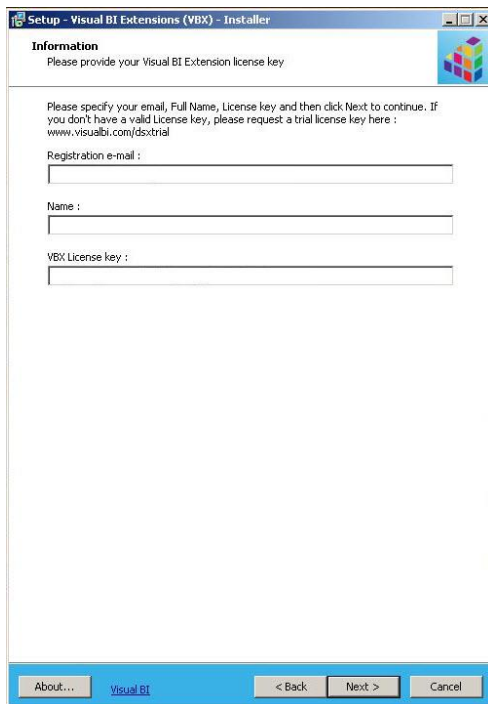 Setup - Visual BI Extensions (VBX) - Installer
Information
Please provide your Visual BI Extension license key
Please specify your email, Full Name, License key and then click Next to continue. If
you don't have a valid License key, please request a trial license key here :
www.visualbi.com/dsxtrial
Registration e-mail :
Name :
VBX License key :
About...
Visual BI
< Back
Next >
Cancel